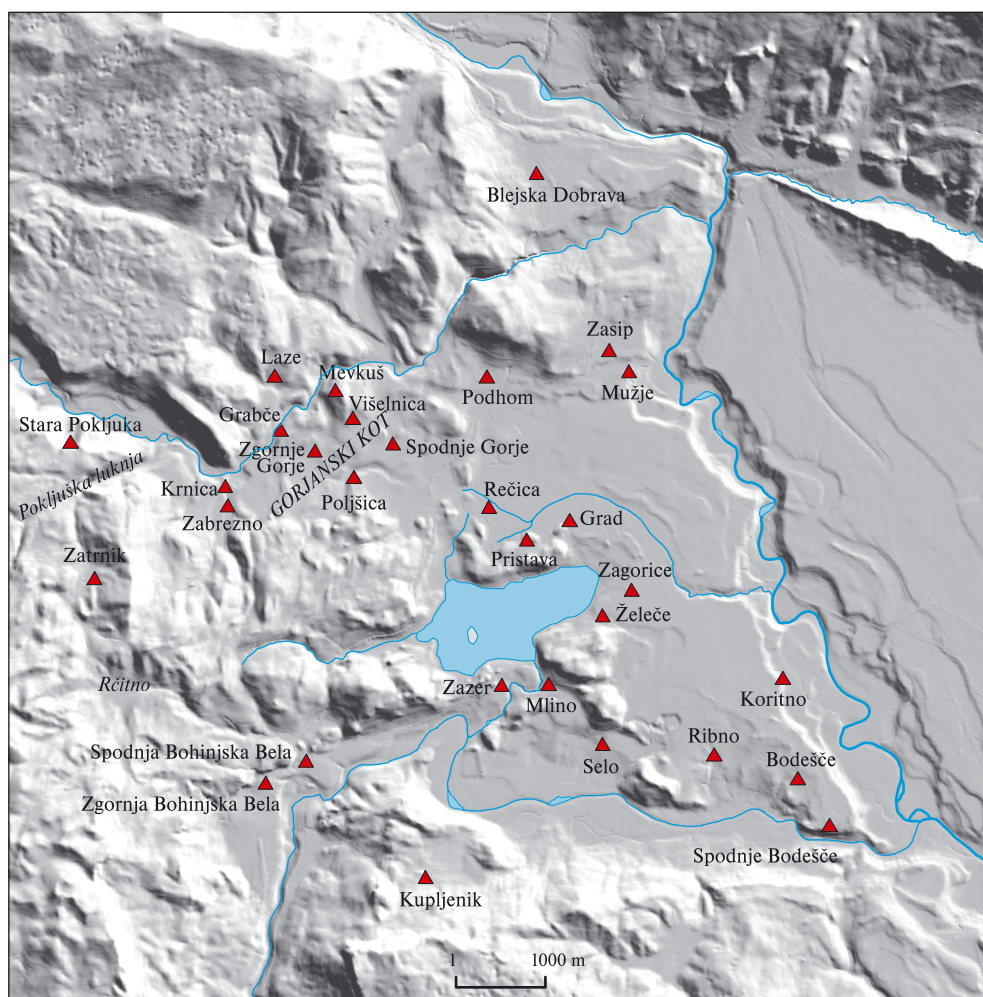 Blejska Dobrava
Zasip
Laze
Mevkuš
Mužje
Podhom
Višelnica
Grabče
Stara Pokljuka
Zgornje
Gorje
Spodnje Gorje
GORJANSKI KOT
Pokljuška luknja
Krnica
Poljšica
Rečica
Zabrezno
Grad
Pristava
Zatrnik
Zagorice
Želeče
Rčitno
Zazer
Mlino
Koritno
Spodnja Bohinjska Bela
Ribno
Selo
Bodešče
Zgornja Bohinjska Bela
Spodnje Bodešče
Kupljenik
1 1000 m